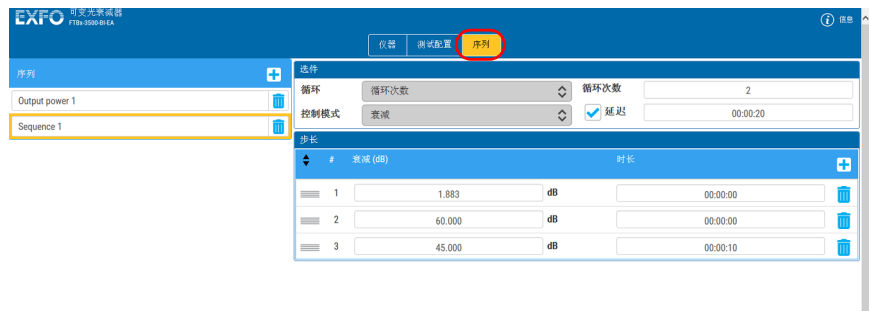 EXFO 可变光衰减器
FTBx-3500-BI-EA
信息
仪器 测试配置 序列
序列
Output power 1
Sequence 1
选件
循环 循环次数 循环次数 2
控制模式 衰减 延迟 00:00:20
步长
# 衰减 (dB) 时长
1 1.883 dB 00:00:00
2 60.000 dB 00:00:00
3 45.000 dB 00:00:10